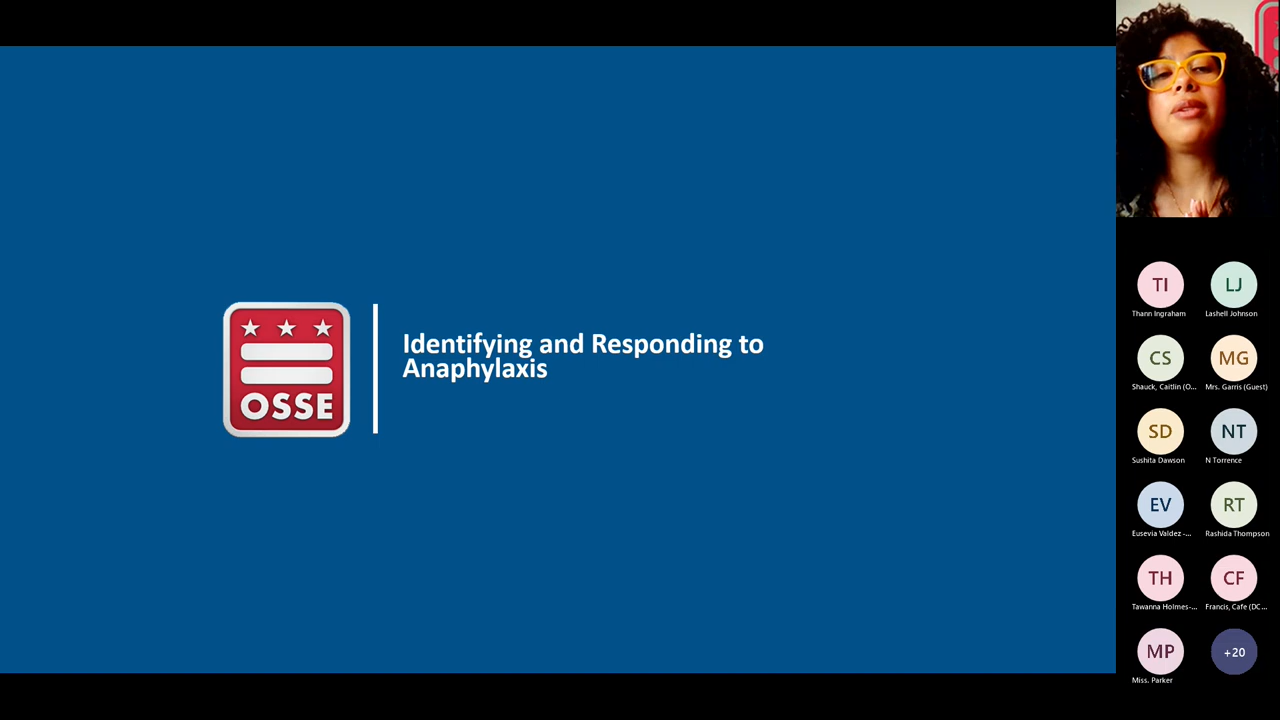 Identifying and Responding to
Anaphylaxis
OSSE
TI
LJ
Thann Ingraham
Lashell Johnson
CS
MG
Shauck, Caitlin (O...
Mrs. Garris (Guest)
SD
NT
Sushita Dawson
N Torrence
EV
RT
Eusevia Valdez -...
Rashida Thompson
TH
CF
Tawanna Holmes-...
Francis, Cafe (DC...
MP
+20
Miss. Parker